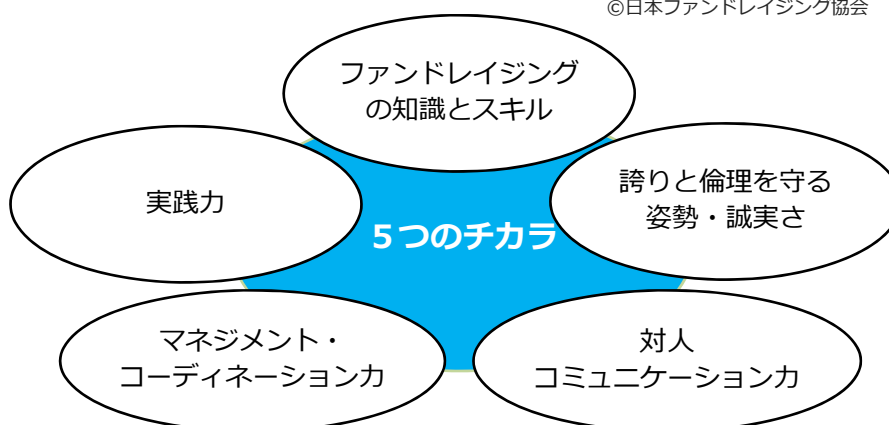 ©日本ファンドレイジング協会
ファンドレイジング
の知識とスキル
実践力
誇りと倫理を守る
姿勢・誠実さ
５つのチカラ
マネジメント・
コーディネーション力
対人
コミュニケーション力